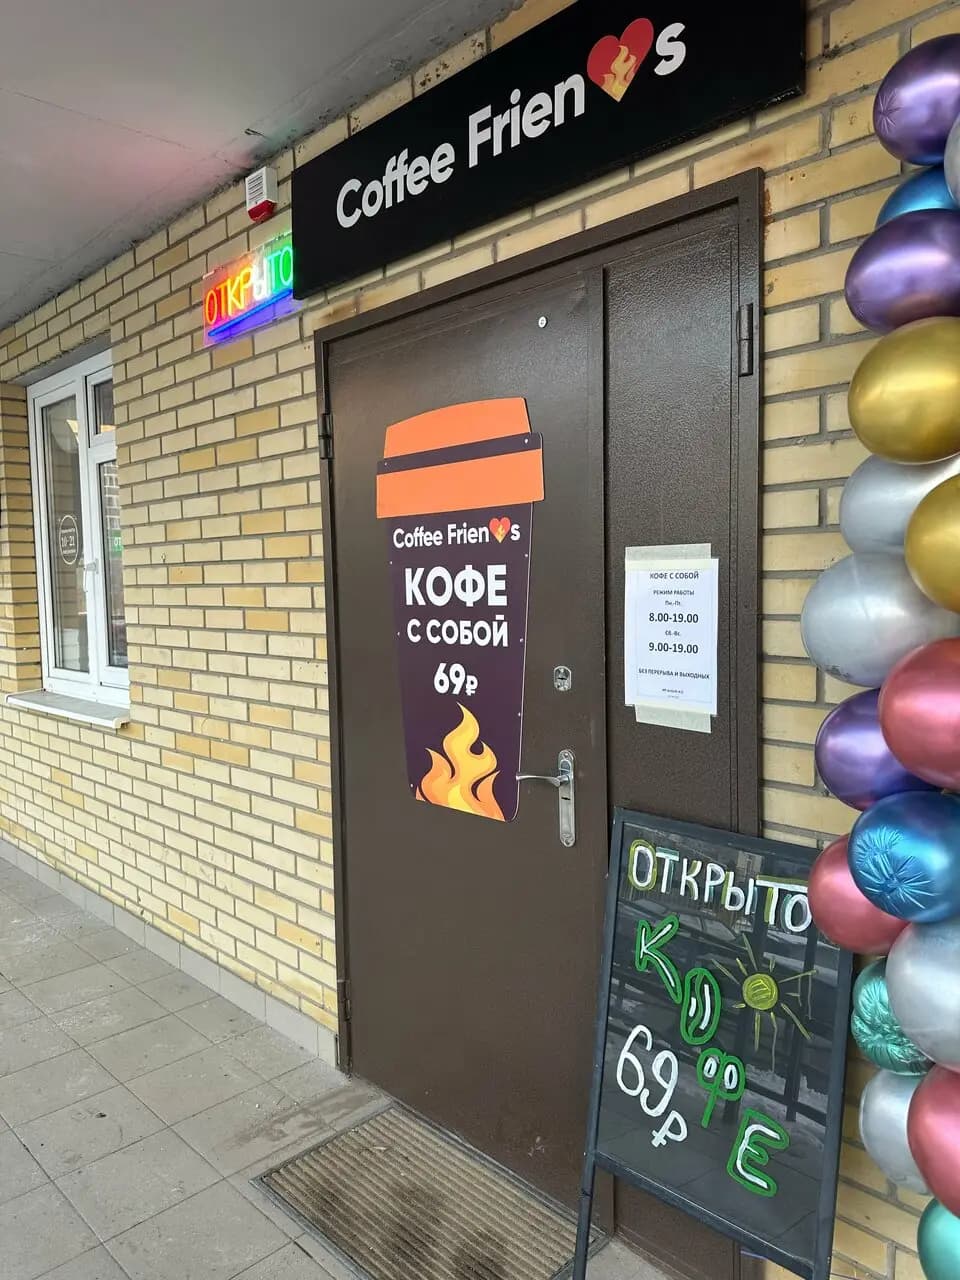 Coffee Frien s
ОТКРЫТО
Coffee Frien s
КОФЕ
С СОБОЙ
69₽
КОФЕ С СОБОЙ
РЕЖИМ РАБОТЫ
Пн.-Пт.
8.00-19.00
Сб.-Вс.
9.00-19.00
БЕЗ ПЕРЕРЫВА И ВЫХОДНЫХ
ОТКРЫТО
КОФЕ
69₽